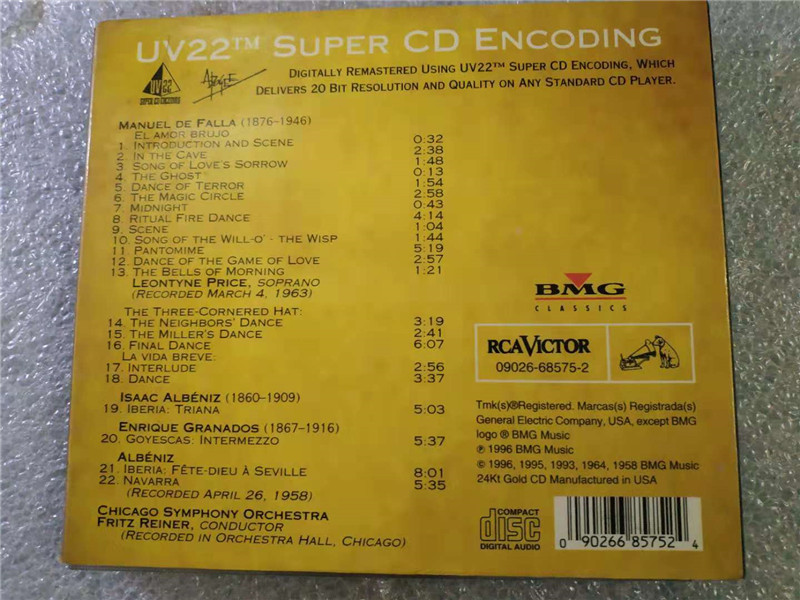 UV22™ SUPER CD ENCODING
UV22
SUPER CD ENCODING
APOGEE
DIGITALLY REMASTERED USING UV22™ SUPER CD ENCODING, WHICH
DELIVERS 20 BIT RESOLUTION AND QUALITY ON ANY STANDARD CD PLAYER.
MANUEL DE FALLA (1876-1946)
EL AMOR BRUJO
1. INTRODUCTION AND SCENE 0:32
2. IN THE CAVE 2:38
3. SONG OF LOVE'S SORROW 1:48
4. THE GHOST 0:13
5. DANCE OF TERROR 1:54
6. THE MAGIC CIRCLE 2:58
7. MIDNIGHT 0:43
8. RITUAL FIRE DANCE 4:14
9. SCENE 1:04
10. SONG OF THE WILL-O' - THE WISP 1:44
11. PANTOMIME 5:19
12. DANCE OF THE GAME OF LOVE 2:57
13. THE BELLS OF MORNING 1:21
LEONTYNE PRICE, SOPRANO
(RECORDED MARCH 4, 1963)
THE THREE-CORNERED HAT:
14. THE NEIGHBORS' DANCE 3:19
15. THE MILLER'S DANCE 2:41
16. FINAL DANCE 6:07
LA VIDA BREVE:
17. INTERLUDE 2:56
18. DANCE 3:37
ISAAC ALBÉNIZ (1860-1909)
19. IBERIA: TRIANA 5:03
ENRIQUE GRANADOS (1867-1916)
20. GOYESCAS: INTERMEZZO 5:37
ALBÉNIZ
21. IBERIA: FÊTE-DIEU À SEVILLE 8:01
22. NAVARRA 5:35
(RECORDED APRIL 26, 1958)
CHICAGO SYMPHONY ORCHESTRA
FRITZ REINER, CONDUCTOR
(RECORDED IN ORCHESTRA HALL, CHICAGO)
BMG
CLASSICS
RCA VICTOR
09026-68575-2
Tmk(s)®Registered. Marcas(s) Registrada(s)
General Electric Company, USA, except BMG
logo ® BMG Music
℗ 1996 BMG Music
© 1996, 1995, 1993, 1964, 1958 BMG Music
24Kt Gold CD Manufactured in USA
COMPACT
disc
DIGITAL AUDIO
0 90266 85752 4